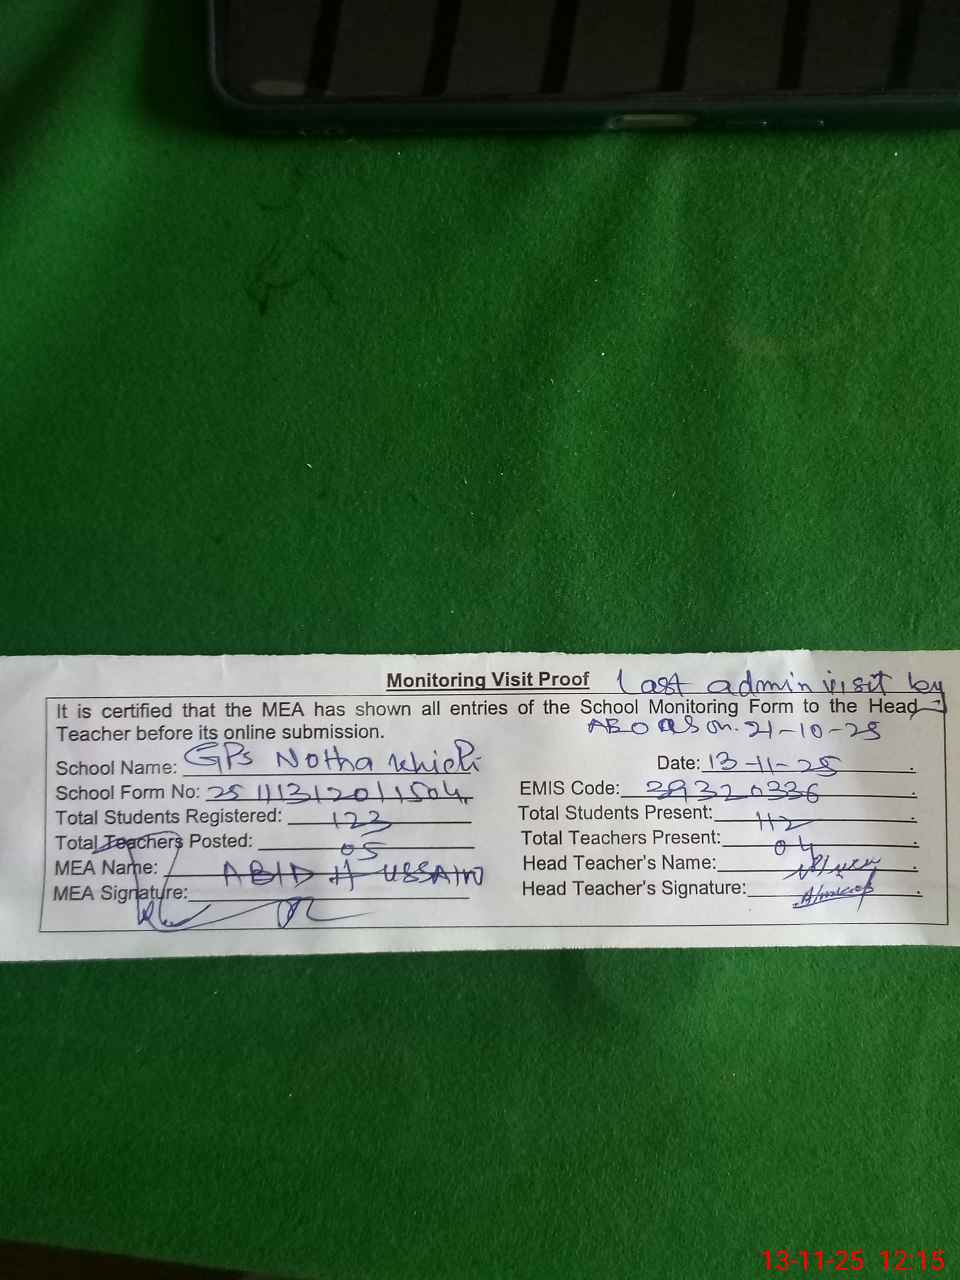 Monitoring Visit Proof Last admin visit by
It is certified that the MEA has shown all entries of the School Monitoring Form to the Head
Teacher before its online submission. ABO as on. 21-10-25
School Name: GPS Notha Date: 13-11-25
School Form No: EMIS Code: 39320336
Total Students Registered: 123 Total Students Present: 112
Total Teachers Posted: 05 Total Teachers Present: 04
MEA Name: ABID HUSSAIN Head Teacher's Name:
MEA Signature: Head Teacher's Signature:
13-11-25 12:15